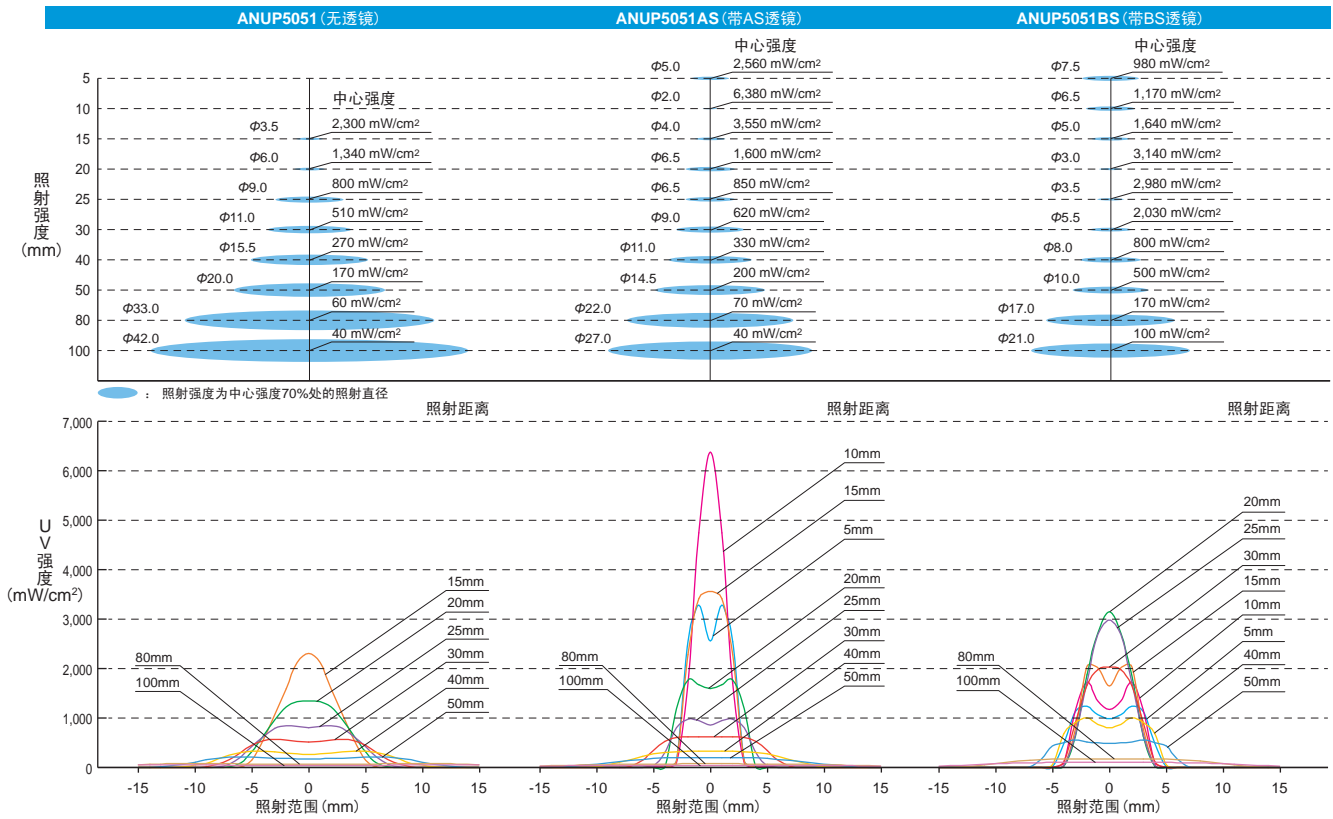 ANUP5051 (无透镜)
ANUP5051AS (带AS透镜)
ANUP5051BS (带BS透镜)
照射强度
(mm)
5
10
15
20
25
30
40
50
80
100
中心强度
Φ3.5 2,300 mW/cm²
Φ6.0 1,340 mW/cm²
Φ9.0 800 mW/cm²
Φ11.0 510 mW/cm²
Φ15.5 270 mW/cm²
Φ20.0 170 mW/cm²
Φ33.0 60 mW/cm²
Φ42.0 40 mW/cm²
中心强度
Φ5.0 2,560 mW/cm²
Φ2.0 6,380 mW/cm²
Φ4.0 3,550 mW/cm²
Φ6.5 1,600 mW/cm²
Φ6.5 850 mW/cm²
Φ9.0 620 mW/cm²
Φ11.0 330 mW/cm²
Φ14.5 200 mW/cm²
Φ22.0 70 mW/cm²
Φ27.0 40 mW/cm²
中心强度
Φ7.5 980 mW/cm²
Φ6.5 1,170 mW/cm²
Φ5.0 1,640 mW/cm²
Φ3.0 3,140 mW/cm²
Φ3.5 2,980 mW/cm²
Φ5.5 2,030 mW/cm²
Φ8.0 800 mW/cm²
Φ10.0 500 mW/cm²
Φ17.0 170 mW/cm²
Φ21.0 100 mW/cm²
： 照射强度为中心强度70%处的照射直径
UV强度
(mW/cm²)
7,000
6,000
5,000
4,000
3,000
2,000
1,000
0
照射距离
15mm
20mm
25mm
30mm
40mm
50mm
80mm
100mm
-15 -10 -5 0 5 10 15
照射范围 (mm)
照射距离
10mm
15mm
5mm
20mm
25mm
30mm
40mm
50mm
80mm
100mm
-15 -10 -5 0 5 10 15
照射范围 (mm)
照射距离
20mm
25mm
30mm
15mm
10mm
5mm
40mm
50mm
80mm
100mm
-15 -10 -5 0 5 10 15
照射范围 (mm)